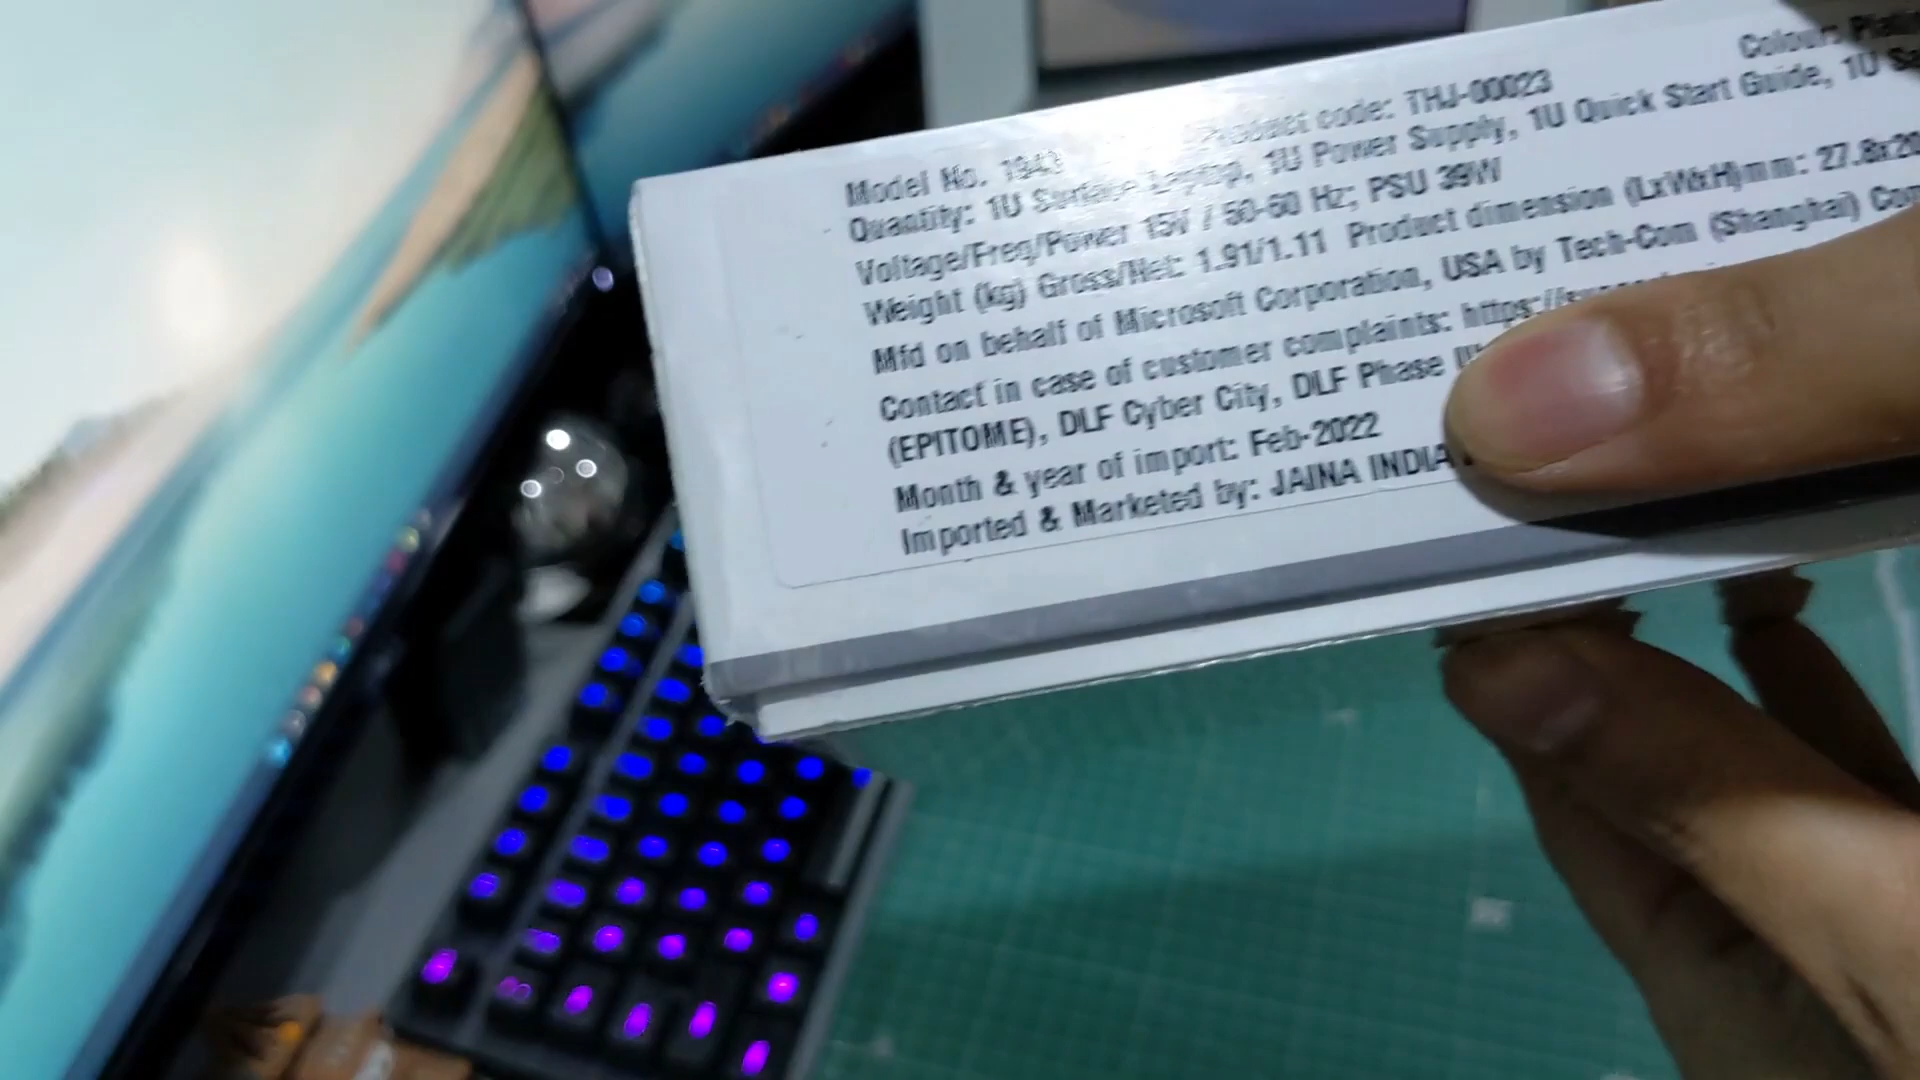 Model No. 1943 Product code: THJ-00023 Colour: Plati
Quantity: 1U Surface Laptop, 1U Power Supply, 1U Quick Start Guide, 1U
Voltage/Freq/Power 15V / 50-60 Hz; PSU 39W
Weight (kg) Gross/Net: 1.91/1.11 Product dimension (LxWxH)mm: 27.8x20
Mfd on behalf of Microsoft Corporation, USA by Tech-Com (Shanghai) Com
Contact in case of customer complaints: https://
(EPITOME), DLF Cyber City, DLF Phase
Month & year of import: Feb-2022
Imported & Marketed by: JAINA INDIA